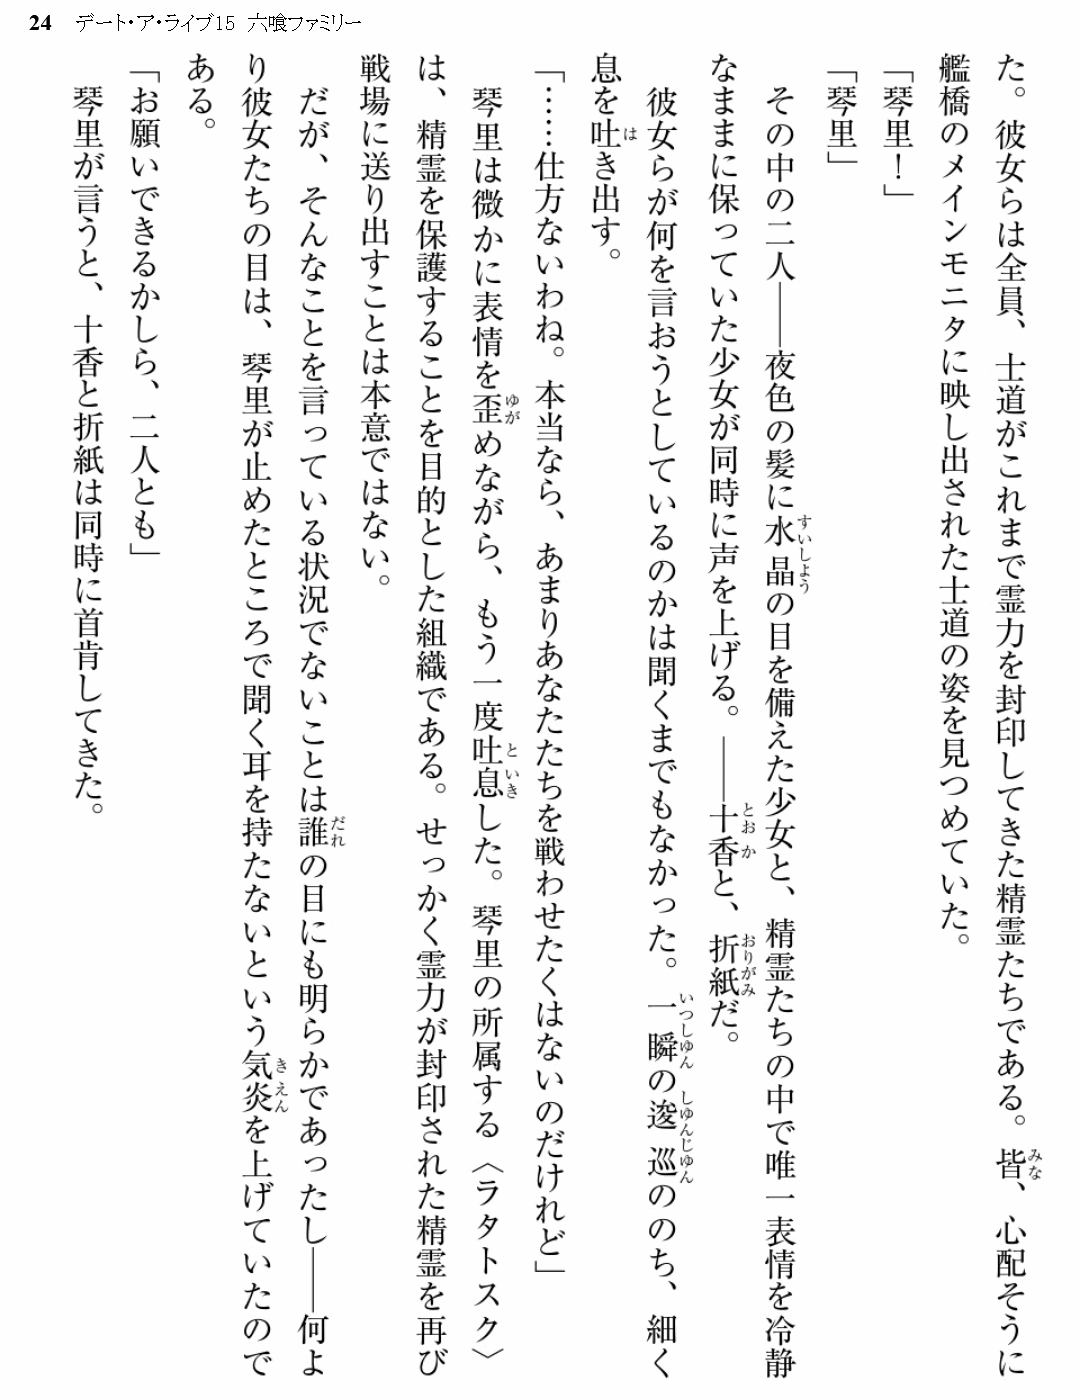 24 デート・ア・ライブ15 六喰ファミリー
た。彼女らは全員、士道がこれまで霊力を封印してきた精霊たちである。皆、心配そうに
艦橋のメインモニタに映し出された士道の姿を見つめていた。
「琴里！」
「琴里」
その中の二人――夜色の髪に水晶の目を備えた少女と、精霊たちの中で唯一表情を冷静
なままに保っていた少女が同時に声を上げる。――十香と、折紙だ。
彼女らが何を言おうとしているのかは聞くまでもなかった。一瞬の逡巡ののち、細く
息を吐き出す。
「……仕方ないわね。本当なら、あまりあなたたちを戦わせたくはないのだけれど」
琴里は微かに表情を歪めながら、もう一度吐息した。琴里の所属する〈ラタトスク〉
は、精霊を保護することを目的とした組織である。せっかく霊力が封印された精霊を再び
戦場に送り出すことは本意ではない。
だが、そんなことを言っている状況でないことは誰の目にも明らかであったし――何よ
り彼女たちの目は、琴里が止めたところで聞く耳を持たないという気炎を上げていたので
ある。
「お願いできるかしら、二人とも」
琴里が言うと、十香と折紙は同時に首肯してきた。